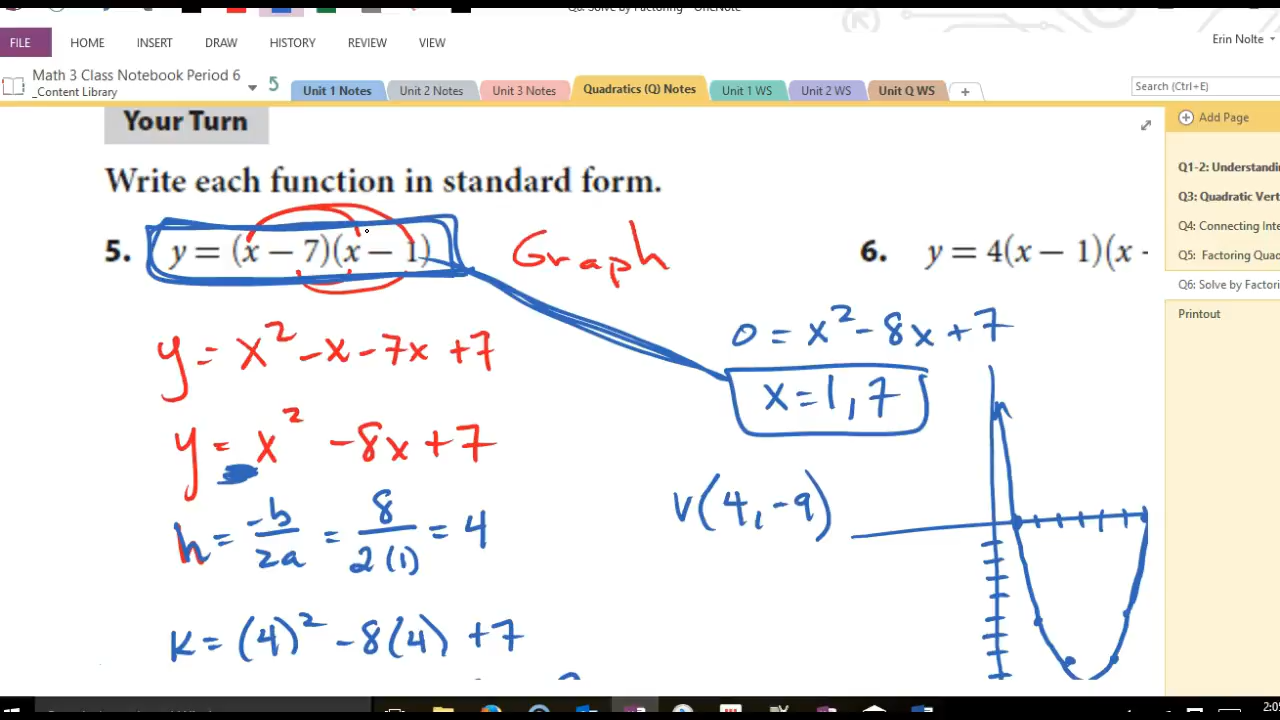 FILE HOME INSERT DRAW HISTORY REVIEW VIEW
Erin Nolte
Math 3 Class Notebook Period 6
_Content Library
Unit 1 Notes Unit 2 Notes Unit 3 Notes Quadratics (Q) Notes Unit 1 WS Unit 2 WS Unit Q WS +
Search (Ctrl+E)
Add Page
Q1-2: Understandin
Q3: Quadratic Vert
Q4: Connecting Inte
Q5: Factoring Quad
Q6: Solve by Factori
Printout
Your Turn
Write each function in standard form.
5. y = (x − 7)(x − 1)
Graph
6. y = 4(x − 1)(x -
y = x² - x - 7x + 7
0 = x² - 8x + 7
x = 1, 7
y = x² - 8x + 7
V(4, -9)
h = -b/2a = 8/2(1) = 4
K = (4)² - 8(4) + 7